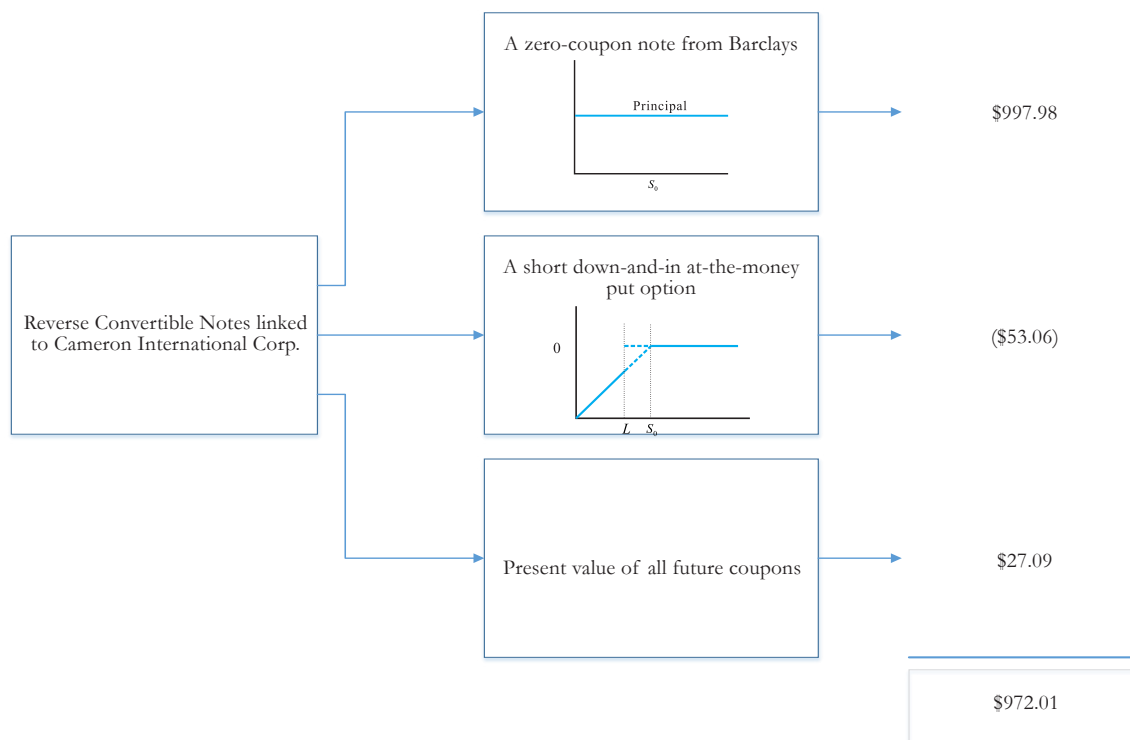 A zero-coupon note from Barclays
Principal
S₀
$997.98
Reverse Convertible Notes linked
to Cameron International Corp.
A short down-and-in at-the-money
put option
0
L S₀
($53.06)
Present value of all future coupons
$27.09
$972.01